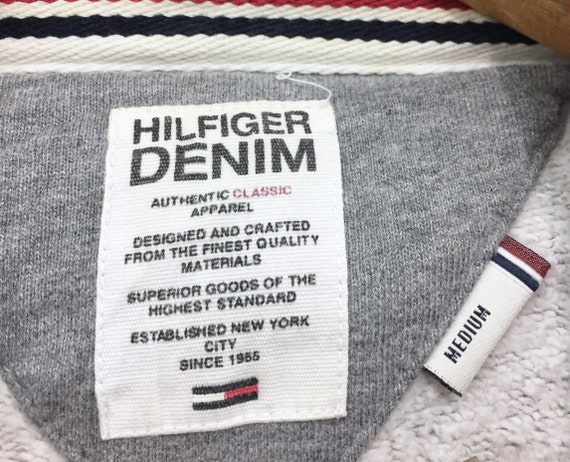 HILFIGER
DENIM
AUTHENTIC CLASSIC
APPAREL
DESIGNED AND CRAFTED
FROM THE FINEST QUALITY
MATERIALS
SUPERIOR GOODS OF THE
HIGHEST STANDARD
ESTABLISHED NEW YORK
CITY
SINCE 1985
MEDIUM